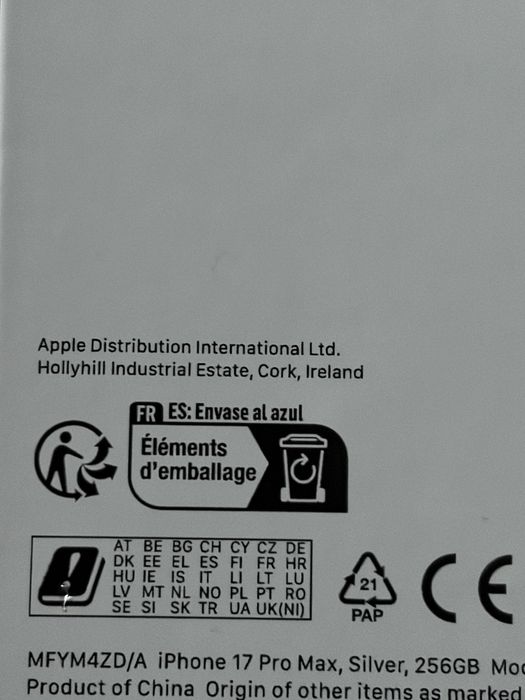 Apple Distribution International Ltd.
Hollyhill Industrial Estate, Cork, Ireland
FR ES: Envase al azul
Éléments
d'emballage
AT BE BG CH CY CZ DE
DK EE EL ES FI FR HR
HU IE IS IT LI LT LU
LV MT NL NO PL PT RO
SE SI SK TR UA UK(NI)
21
PAP
CE
MFYM4ZD/A iPhone 17 Pro Max, Silver, 256GB
Product of China Origin of other items as marked